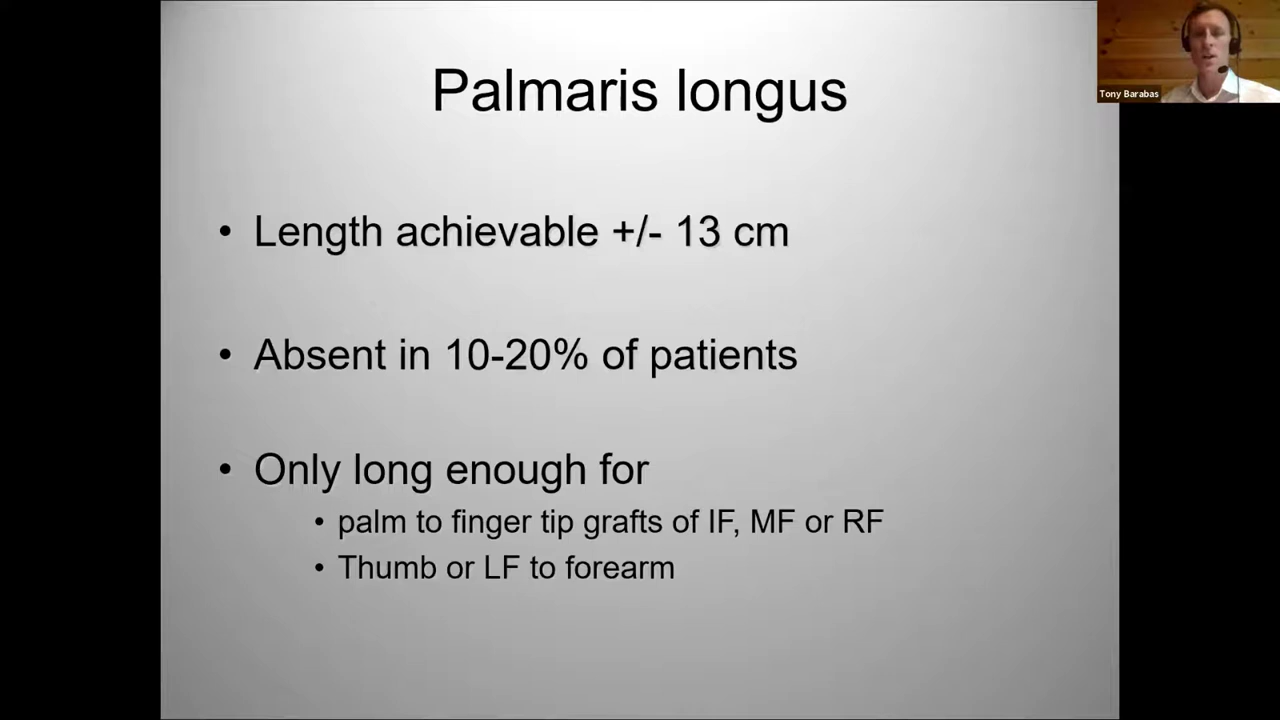 Palmaris longus
Tony Barabas
• Length achievable +/- 13 cm
• Absent in 10-20% of patients
• Only long enough for
• palm to finger tip grafts of IF, MF or RF
• Thumb or LF to forearm